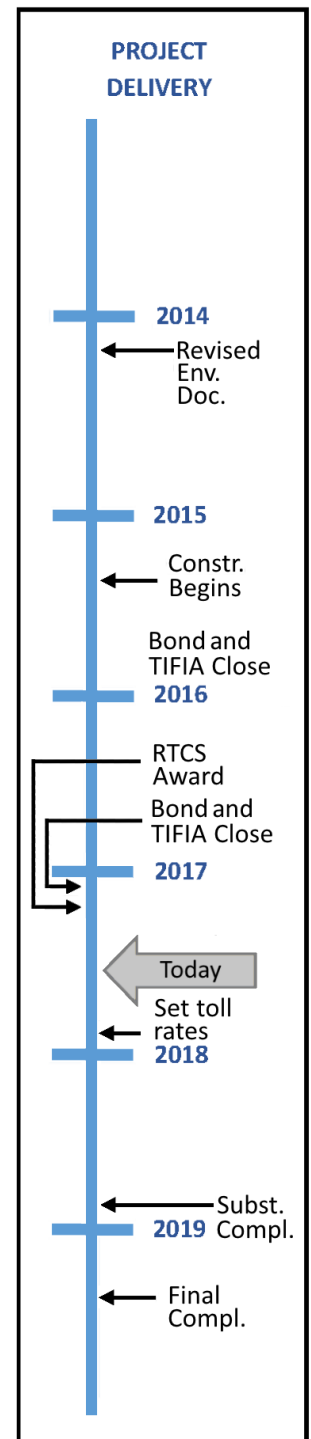 PROJECT
DELIVERY
2014
Revised
Env.
Doc.
2015
Constr.
Begins
Bond and
TIFIA Close
2016
RTCS
Award
Bond and
TIFIA Close
2017
Today
Set toll
rates
2018
Subst.
2019 Compl.
Final
Compl.